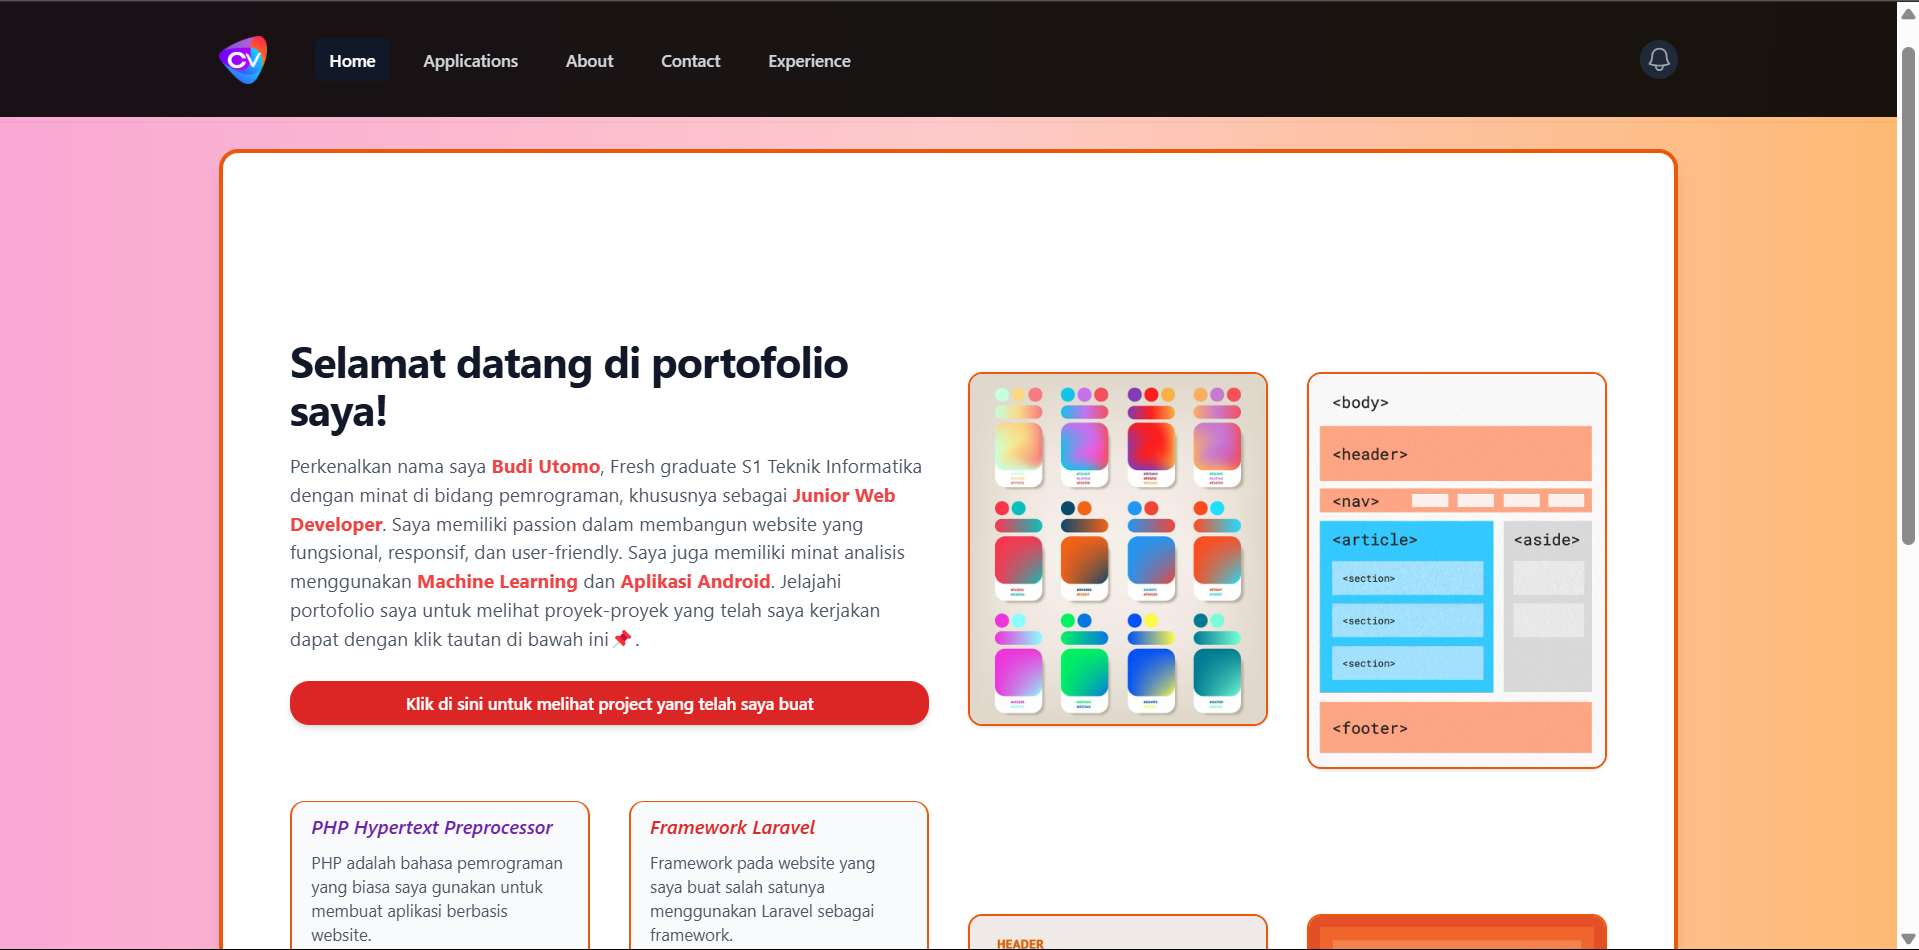 CV
Home
Applications
About
Contact
Experience
Selamat datang di portofolio
saya!
Perkenalkan nama saya Budi Utomo, Fresh graduate S1 Teknik Informatika
dengan minat di bidang pemrograman, khususnya sebagai Junior Web
Developer. Saya memiliki passion dalam membangun website yang
fungsional, responsif, dan user-friendly. Saya juga memiliki minat analisis
menggunakan Machine Learning dan Aplikasi Android. Jelajahi
portofolio saya untuk melihat proyek-proyek yang telah saya kerjakan
dapat dengan klik tautan di bawah ini📌.
Klik di sini untuk melihat project yang telah saya buat
<body>
<header>
<nav>
<article>
<aside>
<section>
<section>
<section>
<footer>
PHP Hypertext Preprocessor
PHP adalah bahasa pemrograman
yang biasa saya gunakan untuk
membuat aplikasi berbasis
website.
Framework Laravel
Framework pada website yang
saya buat salah satunya
menggunakan Laravel sebagai
framework.
HEADER